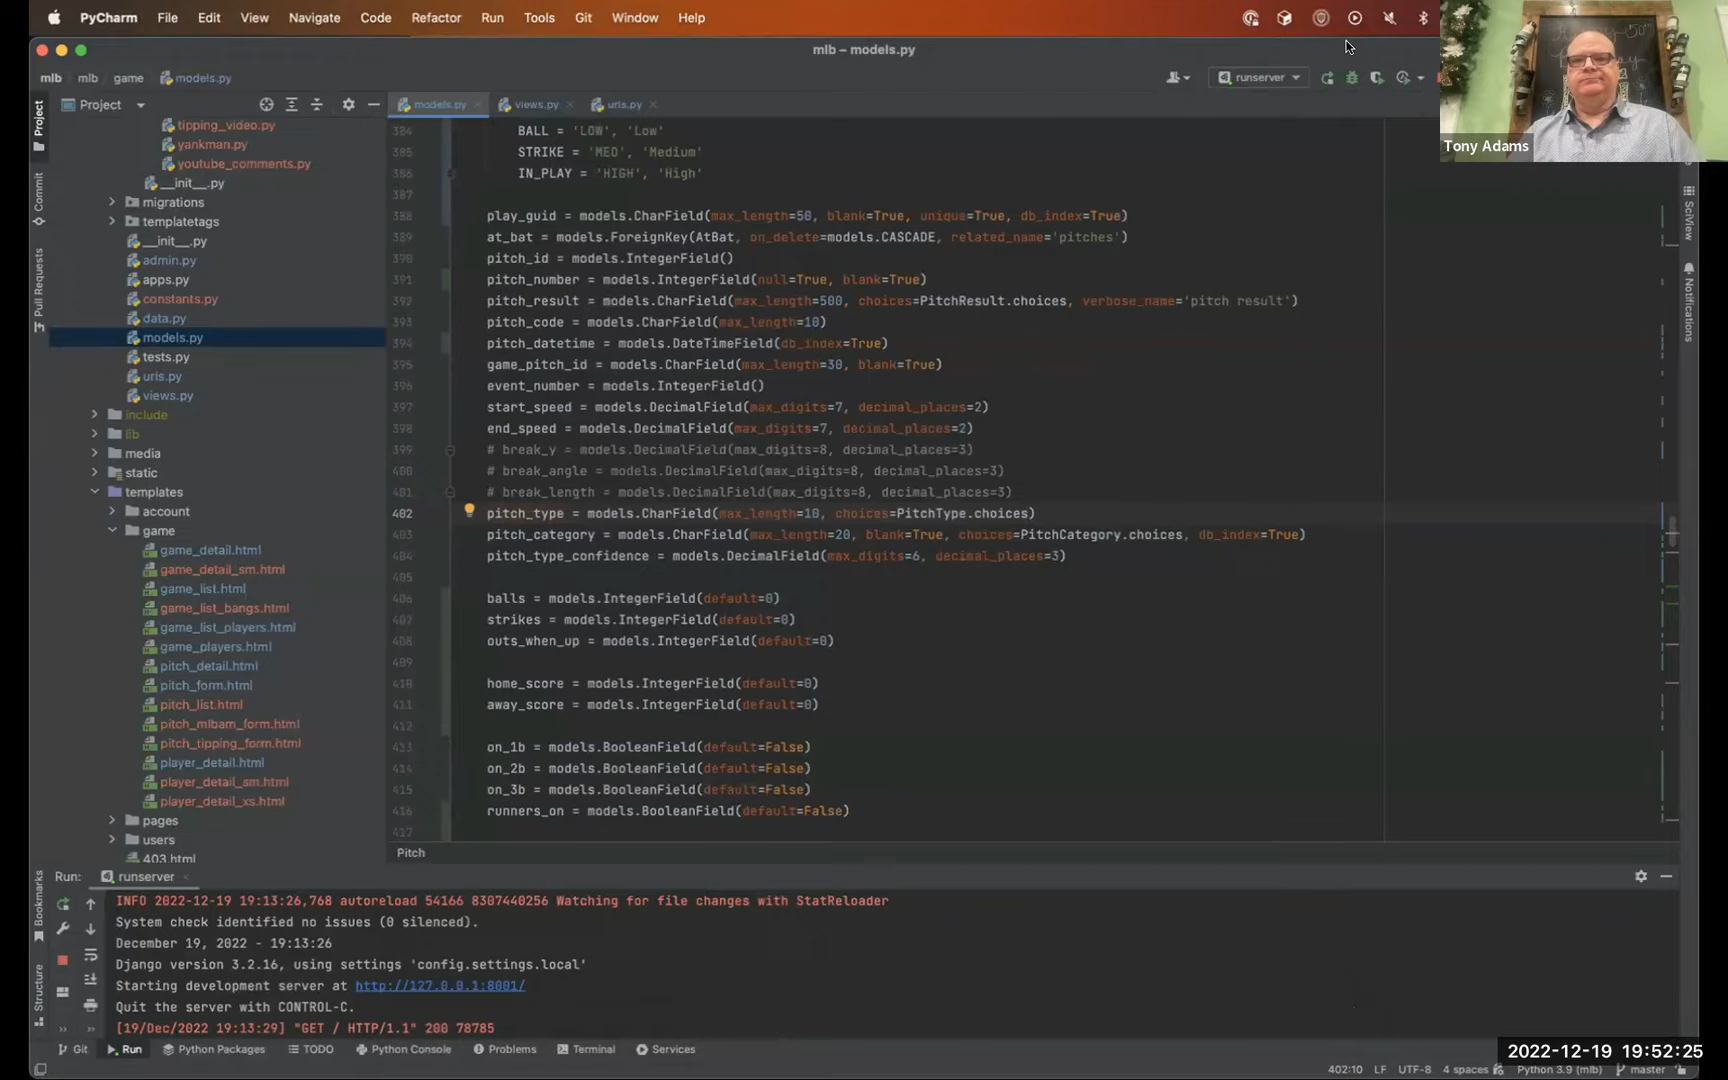 PyCharm File Edit View Navigate Code Refactor Run Tools Git Window Help
mlb – models.py
mlb mlb game models.py
runserver
Project
models.py views.py urls.py
tipping_video.py
yankman.py
youtube_comments.py
__init__.py
migrations
templatetags
__init__.py
admin.py
apps.py
constants.py
data.py
models.py
tests.py
urls.py
views.py
include
lib
media
static
templates
account
game
game_detail.html
game_detail_sm.html
game_list.html
game_list_bangs.html
game_list_players.html
game_players.html
pitch_detail.html
pitch_form.html
pitch_list.html
pitch_mlbam_form.html
pitch_tipping_form.html
player_detail.html
player_detail_sm.html
player_detail_xs.html
pages
users
403.html
384 BALL = 'LOW', 'Low'
385 STRIKE = 'MED', 'Medium'
386 IN_PLAY = 'HIGH', 'High'
387
388 play_guid = models.CharField(max_length=50, blank=True, unique=True, db_index=True)
389 at_bat = models.ForeignKey(AtBat, on_delete=models.CASCADE, related_name='pitches')
390 pitch_id = models.IntegerField()
391 pitch_number = models.IntegerField(null=True, blank=True)
392 pitch_result = models.CharField(max_length=500, choices=PitchResult.choices, verbose_name='pitch result')
393 pitch_code = models.CharField(max_length=10)
394 pitch_datetime = models.DateTimeField(db_index=True)
395 game_pitch_id = models.CharField(max_length=30, blank=True)
396 event_number = models.IntegerField()
397 start_speed = models.DecimalField(max_digits=7, decimal_places=2)
398 end_speed = models.DecimalField(max_digits=7, decimal_places=2)
399 # break_y = models.DecimalField(max_digits=8, decimal_places=3)
400 # break_angle = models.DecimalField(max_digits=8, decimal_places=3)
401 # break_length = models.DecimalField(max_digits=8, decimal_places=3)
402 pitch_type = models.CharField(max_length=10, choices=PitchType.choices)
403 pitch_category = models.CharField(max_length=20, blank=True, choices=PitchCategory.choices, db_index=True)
404 pitch_type_confidence = models.DecimalField(max_digits=6, decimal_places=3)
405
406 balls = models.IntegerField(default=0)
407 strikes = models.IntegerField(default=0)
408 outs_when_up = models.IntegerField(default=0)
409
410 home_score = models.IntegerField(default=0)
411 away_score = models.IntegerField(default=0)
412
413 on_1b = models.BooleanField(default=False)
414 on_2b = models.BooleanField(default=False)
415 on_3b = models.BooleanField(default=False)
416 runners_on = models.BooleanField(default=False)
417
Pitch
Project
Commit
Pull Requests
Bookmarks
Structure
SciView
Notifications
Tony Adams
Run: runserver
INFO 2022-12-19 19:13:26,768 autoreload 54166 8307440256 Watching for file changes with StatReloader
System check identified no issues (0 silenced).
December 19, 2022 - 19:13:26
Django version 3.2.16, using settings 'config.settings.local'
Starting development server at http://127.0.0.1:8001/
Quit the server with CONTROL-C.
[19/Dec/2022 19:13:29] "GET / HTTP/1.1" 200 78785
Git Run Python Packages TODO Python Console Problems Terminal Services
2022-12-19 19:52:25
402:10 LF UTF-8 4 spaces Python 3.9 (mlb) master